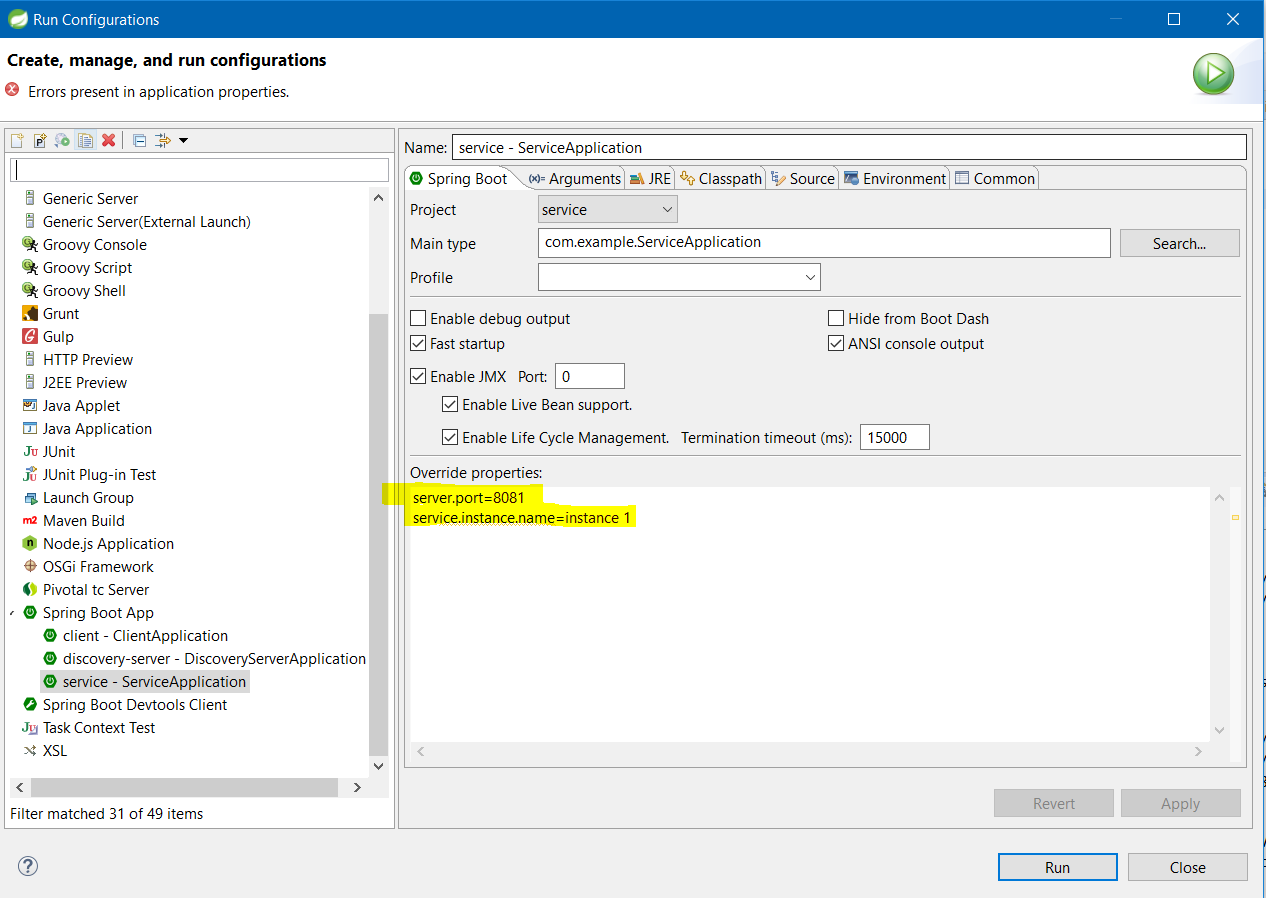 Run Configurations
Create, manage, and run configurations
Errors present in application properties.
Generic Server
Generic Server(External Launch)
Groovy Console
Groovy Script
Groovy Shell
Grunt
Gulp
HTTP Preview
J2EE Preview
Java Applet
Java Application
JUnit
JUnit Plug-in Test
Launch Group
Maven Build
Node.js Application
OSGi Framework
Pivotal tc Server
Spring Boot App
client - ClientApplication
discovery-server - DiscoveryServerApplication
service - ServiceApplication
Spring Boot Devtools Client
Task Context Test
XSL
Filter matched 31 of 49 items
Name: service - ServiceApplication
Spring Boot (x)= Arguments JRE Classpath Source Environment Common
Project service
Main type com.example.ServiceApplication Search...
Profile
Enable debug output Hide from Boot Dash
Fast startup ANSI console output
Enable JMX Port: 0
Enable Live Bean support.
Enable Life Cycle Management. Termination timeout (ms): 15000
Override properties:
server.port=8081
service.instance.name=instance 1
Revert Apply
Run Close